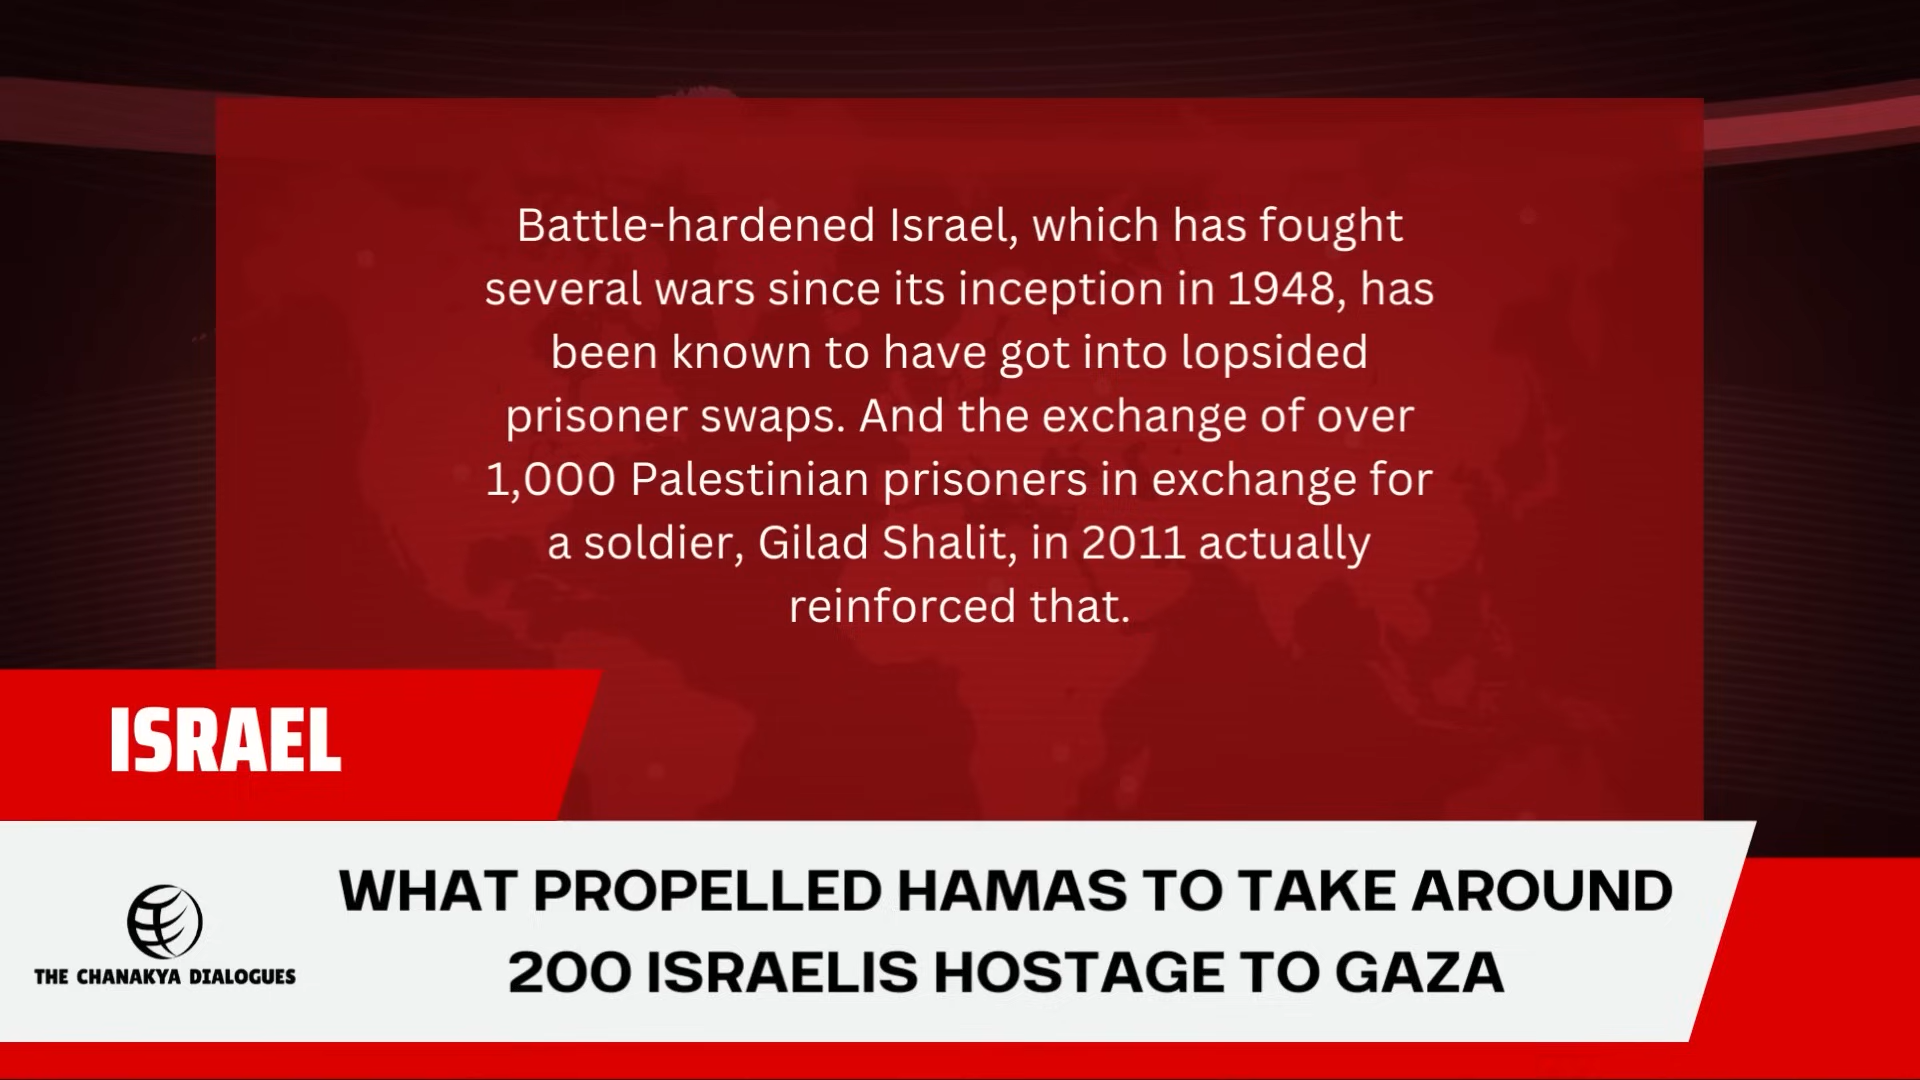 Battle-hardened Israel, which has fought
several wars since its inception in 1948, has
been known to have got into lopsided
prisoner swaps. And the exchange of over
1,000 Palestinian prisoners in exchange for
a soldier, Gilad Shalit, in 2011 actually
reinforced that.
ISRAEL
WHAT PROPELLED HAMAS TO TAKE AROUND
200 ISRAELIS HOSTAGE TO GAZA
THE CHANAKYA DIALOGUES